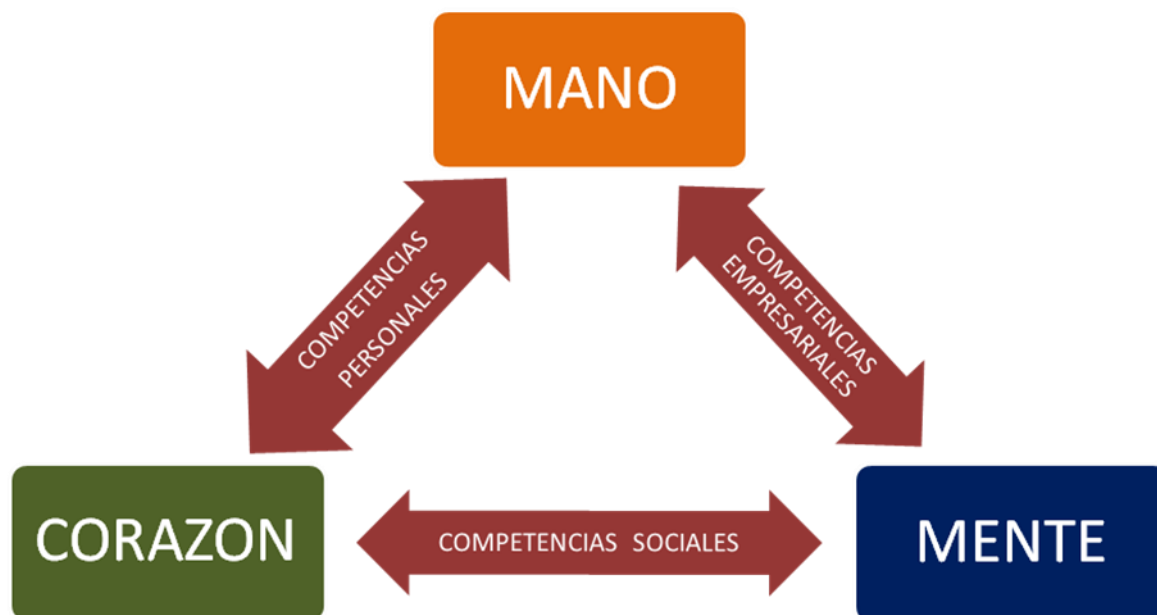 MANO
COMPETENCIAS
PERSONALES
COMPETENCIAS
EMPRESARIALES
CORAZON
COMPETENCIAS SOCIALES
MENTE